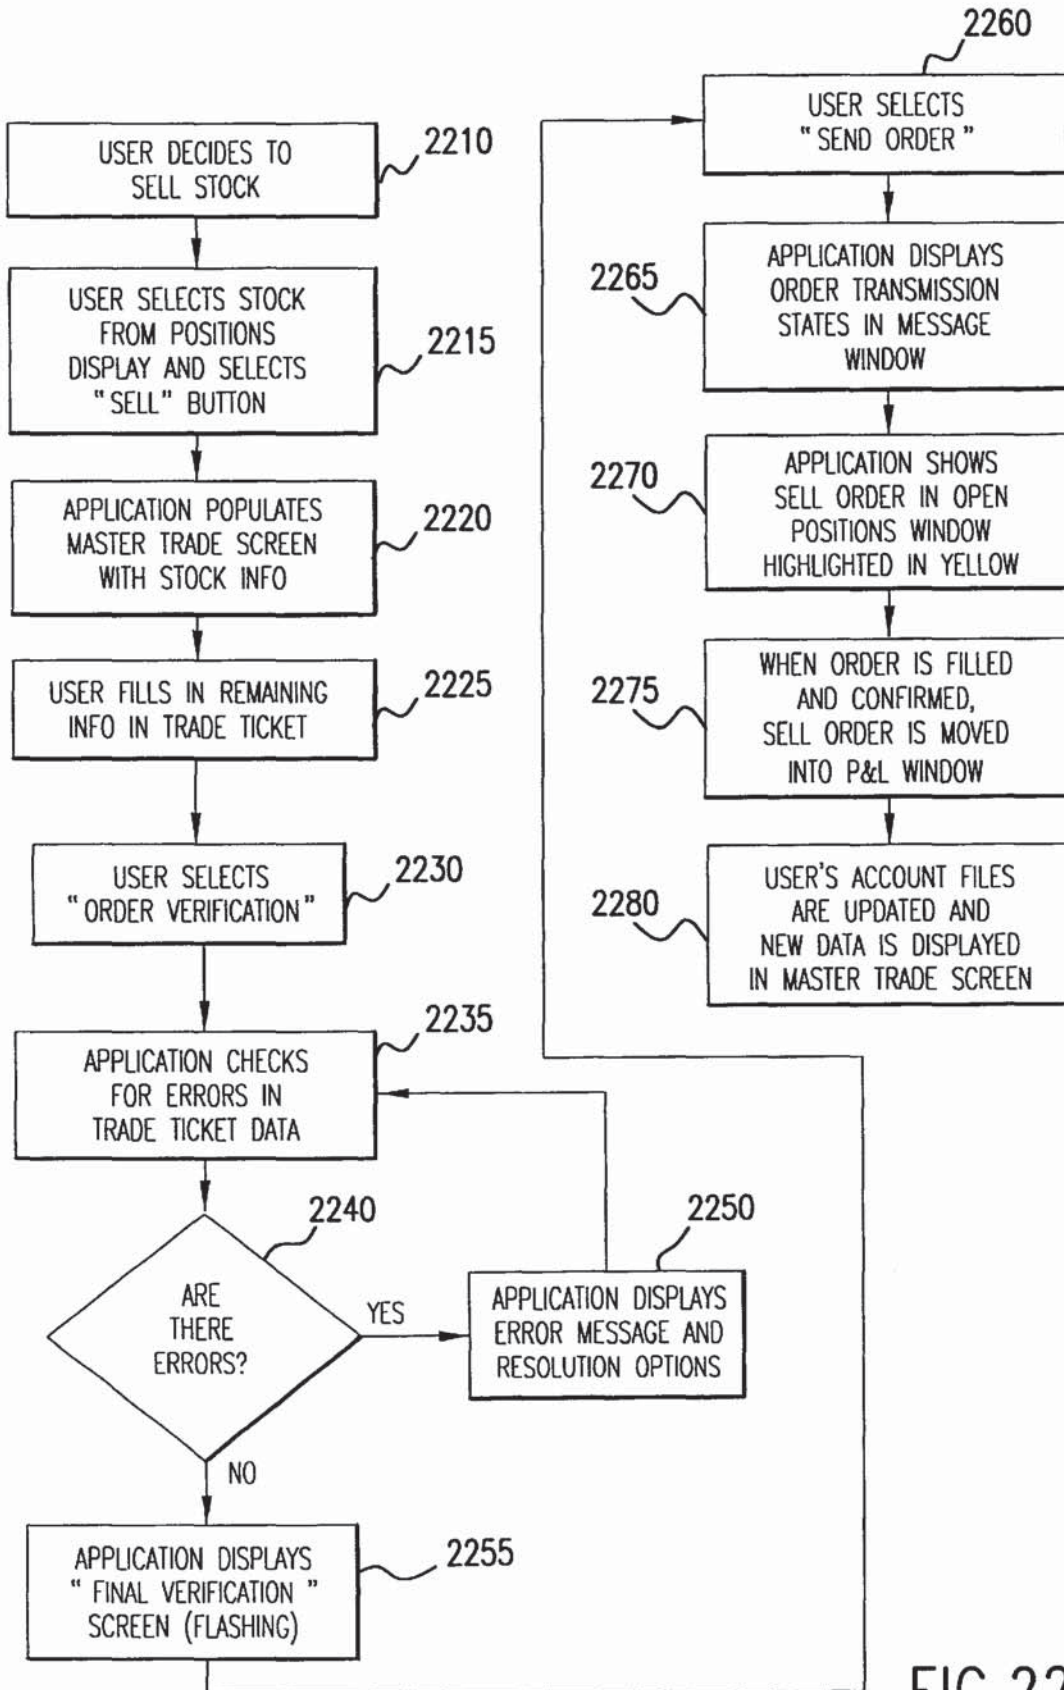 USER DECIDES TO
SELL STOCK
2210
USER SELECTS STOCK
FROM POSITIONS
DISPLAY AND SELECTS
"SELL" BUTTON
2215
APPLICATION POPULATES
MASTER TRADE SCREEN
WITH STOCK INFO
2220
USER FILLS IN REMAINING
INFO IN TRADE TICKET
2225
USER SELECTS
"ORDER VERIFICATION"
2230
APPLICATION CHECKS
FOR ERRORS IN
TRADE TICKET DATA
2235
ARE
THERE
ERRORS?
2240
YES
NO
APPLICATION DISPLAYS
ERROR MESSAGE AND
RESOLUTION OPTIONS
2250
APPLICATION DISPLAYS
" FINAL VERIFICATION "
SCREEN (FLASHING)
2255
2260
USER SELECTS
"SEND ORDER"
2265
APPLICATION DISPLAYS
ORDER TRANSMISSION
STATES IN MESSAGE
WINDOW
2270
APPLICATION SHOWS
SELL ORDER IN OPEN
POSITIONS WINDOW
HIGHLIGHTED IN YELLOW
2275
WHEN ORDER IS FILLED
AND CONFIRMED,
SELL ORDER IS MOVED
INTO P&L WINDOW
2280
USER'S ACCOUNT FILES
ARE UPDATED AND
NEW DATA IS DISPLAYED
IN MASTER TRADE SCREEN